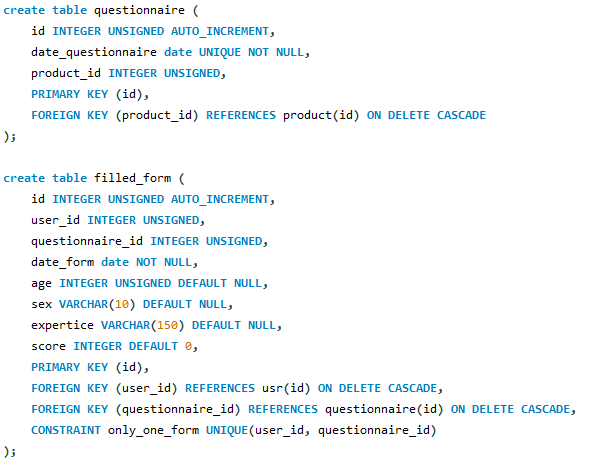 create table questionnaire (
    id INTEGER UNSIGNED AUTO_INCREMENT,
    date_questionnaire date UNIQUE NOT NULL,
    product_id INTEGER UNSIGNED,
    PRIMARY KEY (id),
    FOREIGN KEY (product_id) REFERENCES product(id) ON DELETE CASCADE
);
create table filled_form (
    id INTEGER UNSIGNED AUTO_INCREMENT,
    user_id INTEGER UNSIGNED,
    questionnaire_id INTEGER UNSIGNED,
    date_form date NOT NULL,
    age INTEGER UNSIGNED DEFAULT NULL,
    sex VARCHAR(10) DEFAULT NULL,
    expertice VARCHAR(150) DEFAULT NULL,
    score INTEGER DEFAULT 0,
    PRIMARY KEY (id),
    FOREIGN KEY (user_id) REFERENCES usr(id) ON DELETE CASCADE,
    FOREIGN KEY (questionnaire_id) REFERENCES questionnaire(id) ON DELETE CASCADE,
    CONSTRAINT only_one_form UNIQUE(user_id, questionnaire_id)
);